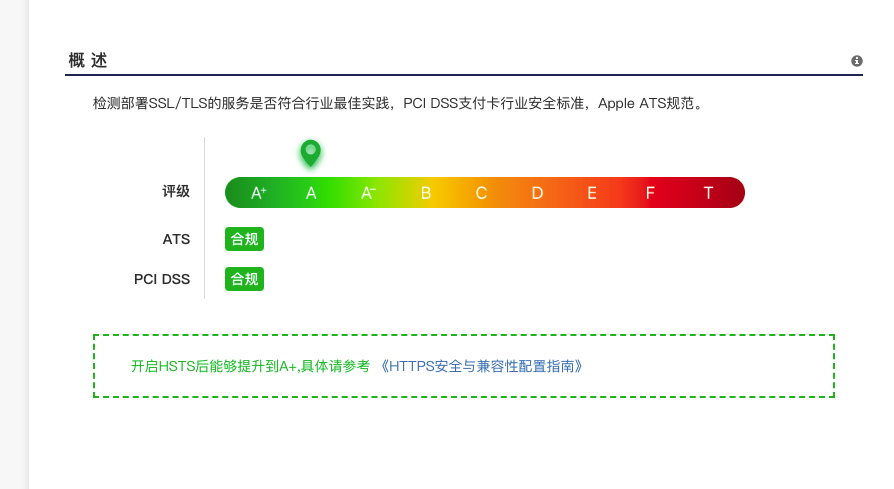 概 述
检测部署SSL/TLS的服务是否符合行业最佳实践，PCI DSS支付卡行业安全标准，Apple ATS规范。
评级 A+ A A− B C D E F T
ATS 合规
PCI DSS 合规
开启HSTS后能够提升到A+,具体请参考 《HTTPS安全与兼容性配置指南》